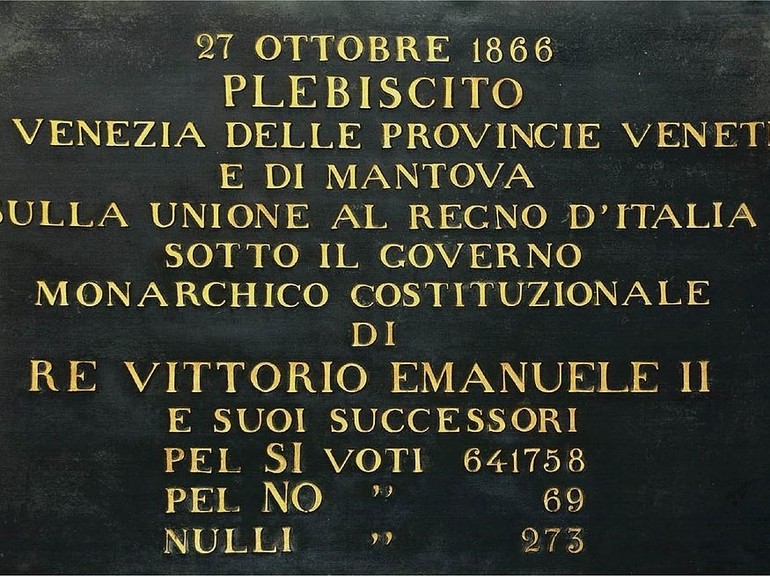 27 OTTOBRE 1866
PLEBISCITO
VENEZIA DELLE PROVINCIE VENET
E DI MANTOVA
SULLA UNIONE AL REGNO D'ITALIA
SOTTO IL GOVERNO
MONARCHICO COSTITUZIONALE
DI
RE VITTORIO EMANUELE II
E SUOI SUCCESSORI
PEL SI VOTI 641758
PEL NO " 69
NULLI " 273